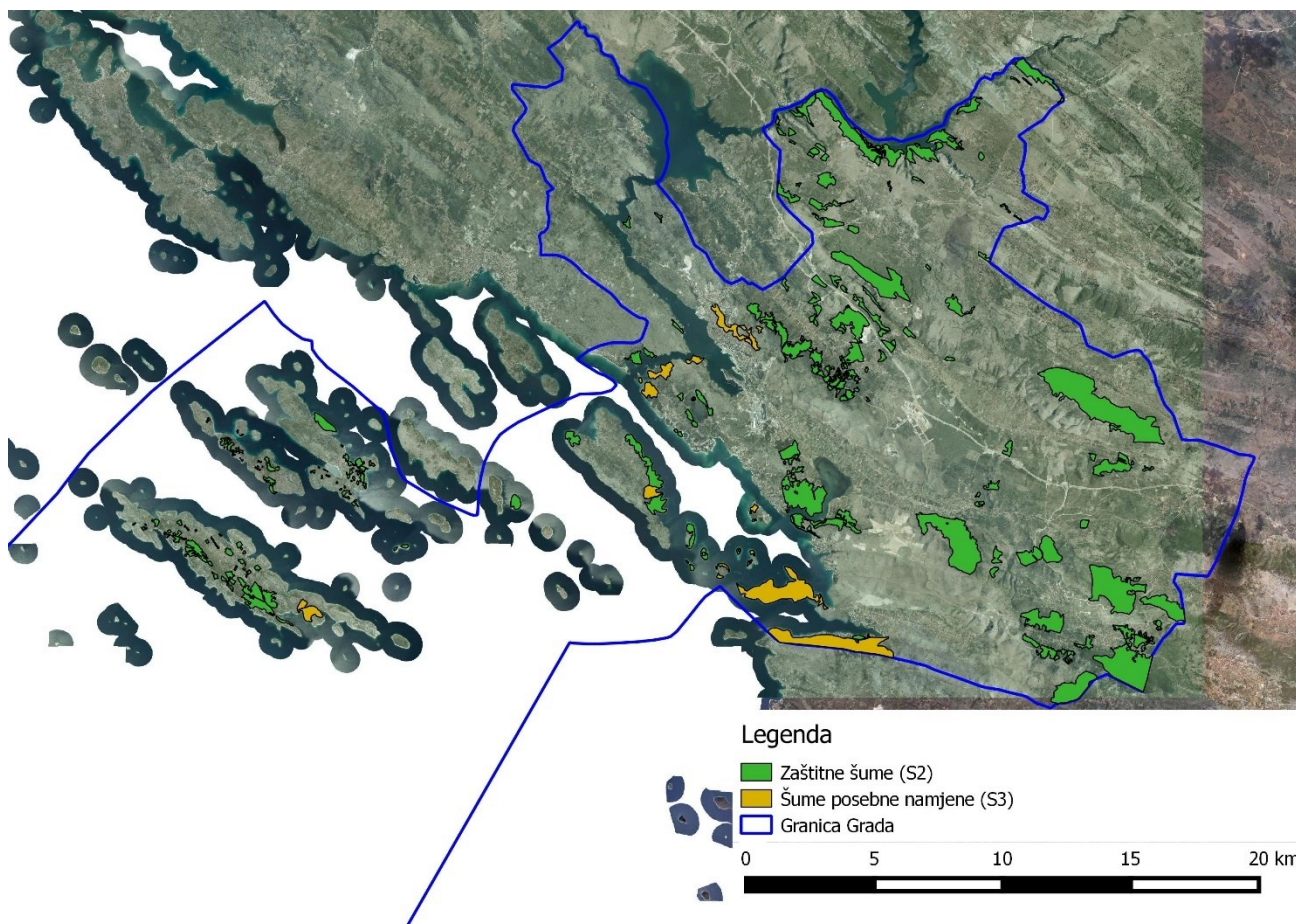 Legenda
Zaštitne šume (S2)
Šume posebne namjene (S3)
Granica Grada
0 5 10 15 20 km